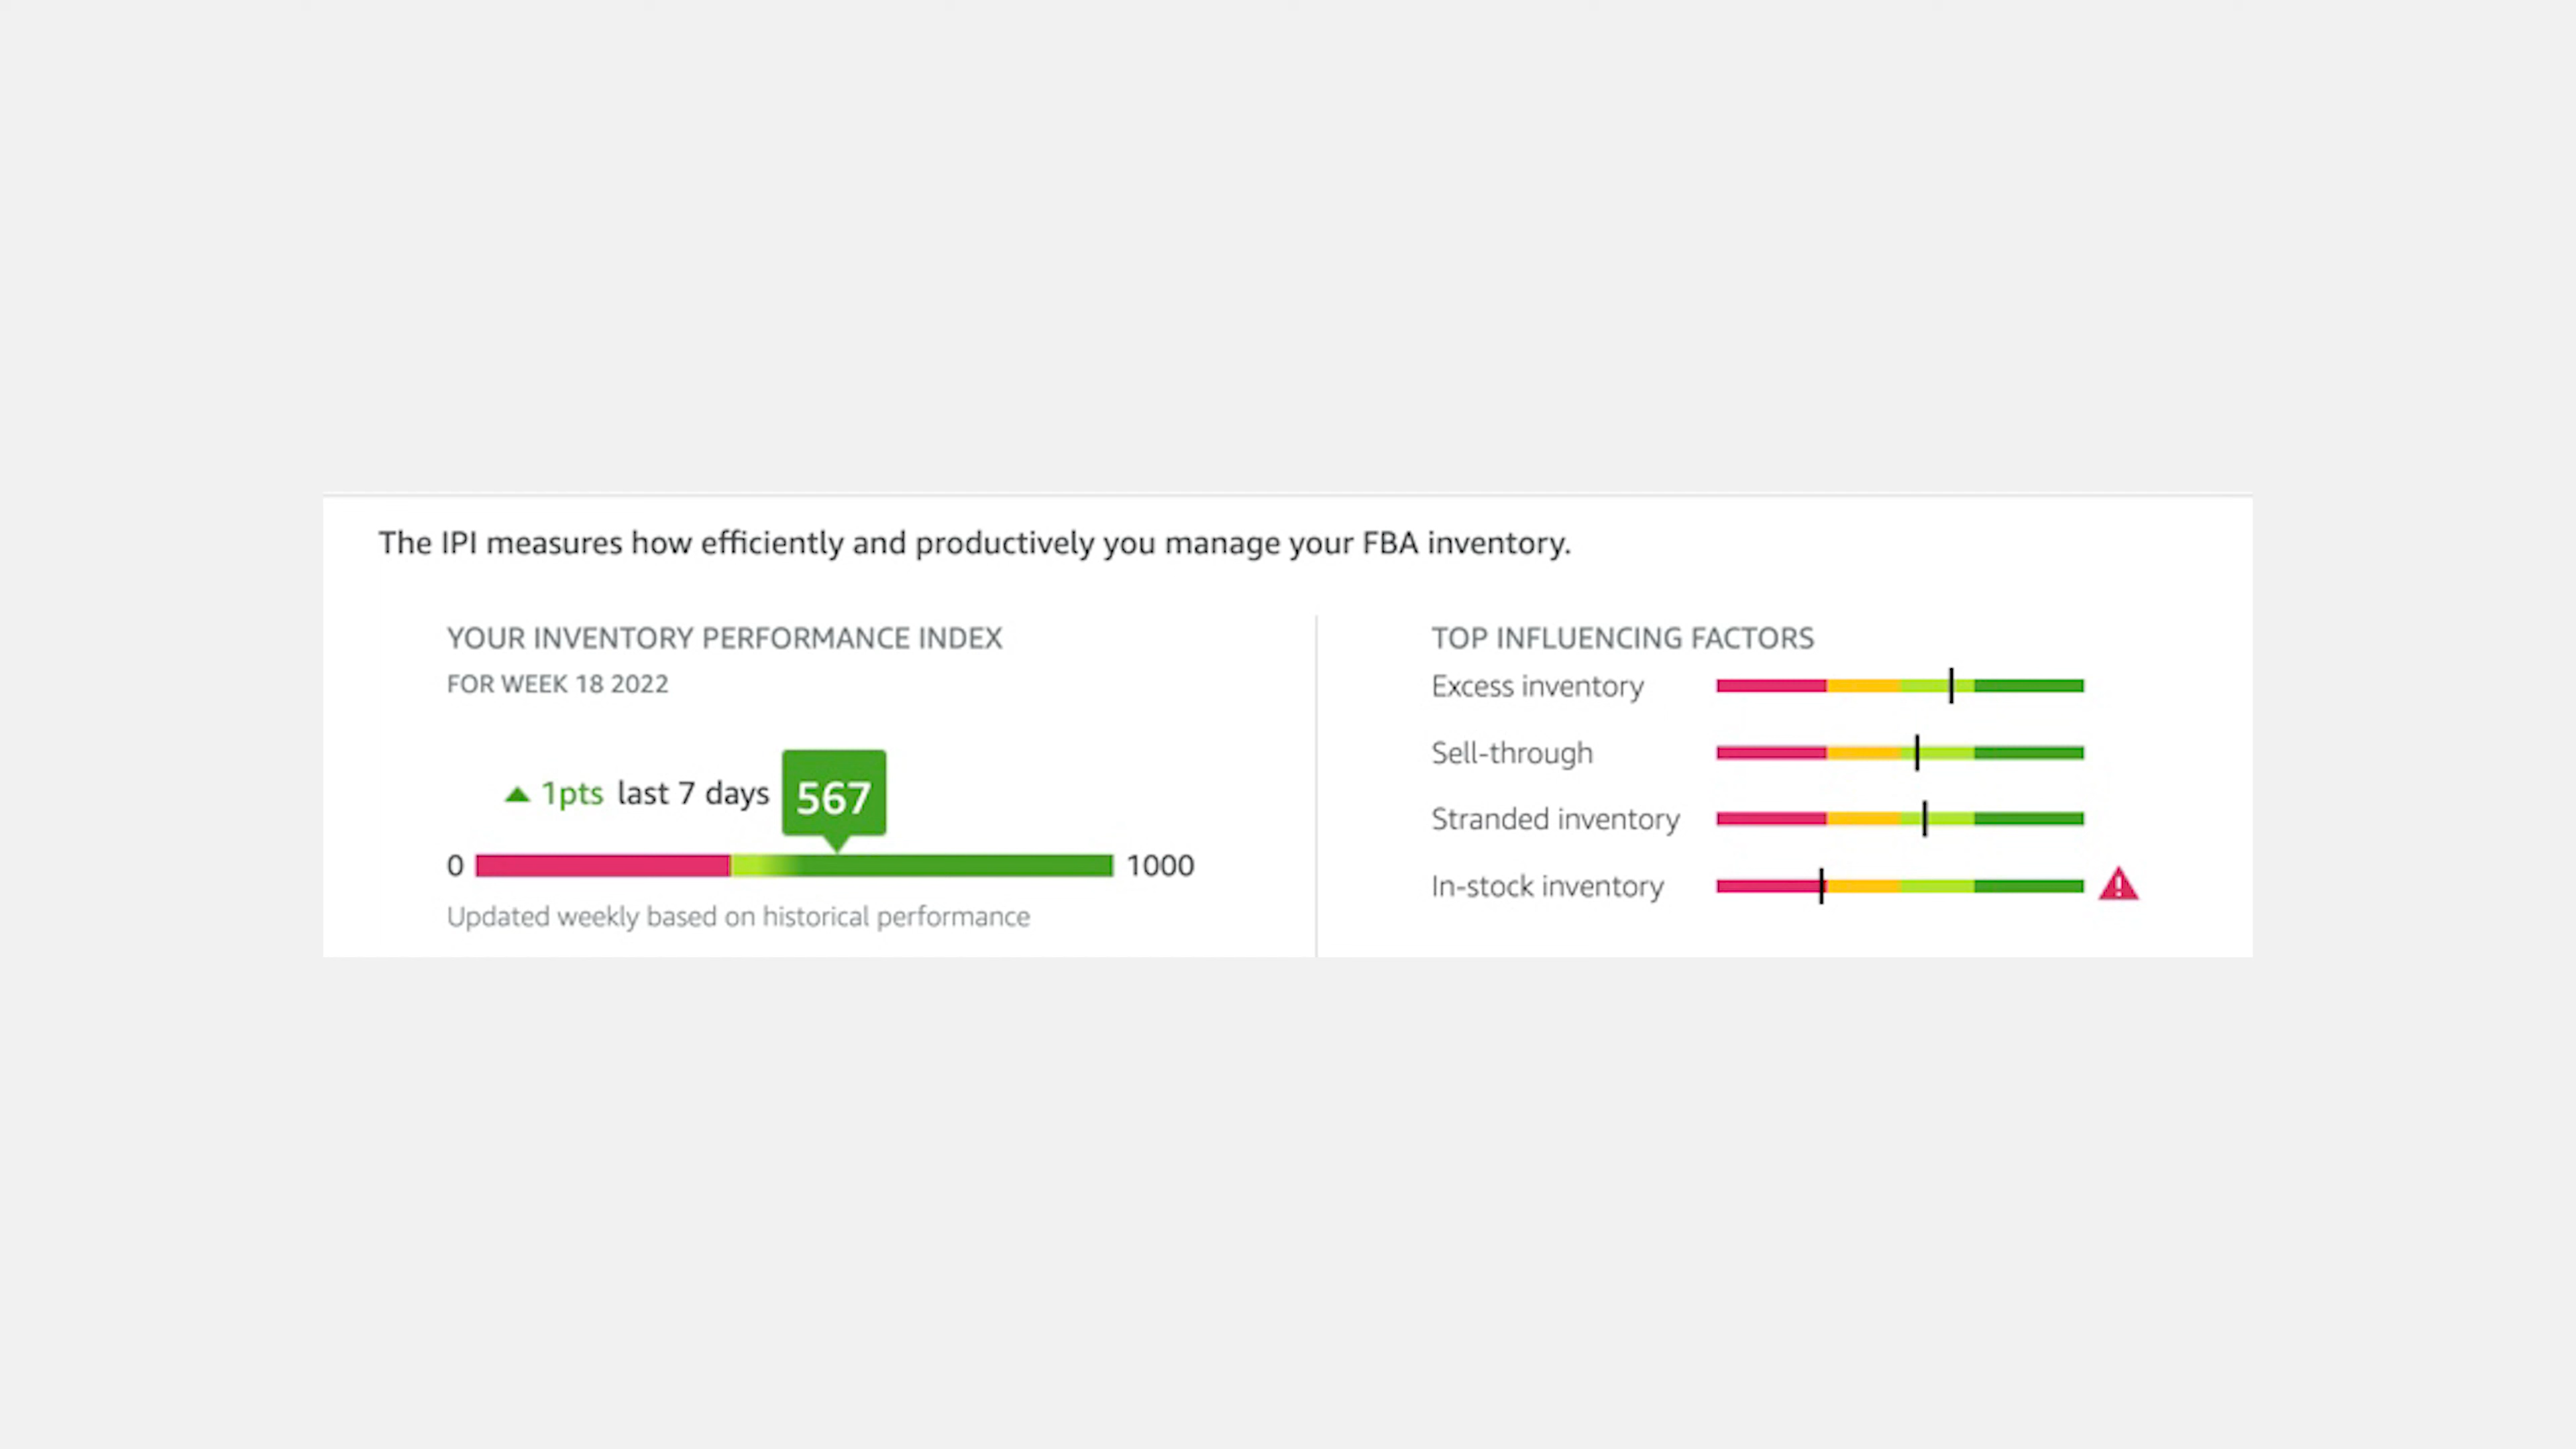 The IPI measures how efficiently and productively you manage your FBA inventory.
YOUR INVENTORY PERFORMANCE INDEX
FOR WEEK 18 2022
1pts last 7 days
567
0
1000
Updated weekly based on historical performance
TOP INFLUENCING FACTORS
Excess inventory
Sell-through
Stranded inventory
In-stock inventory